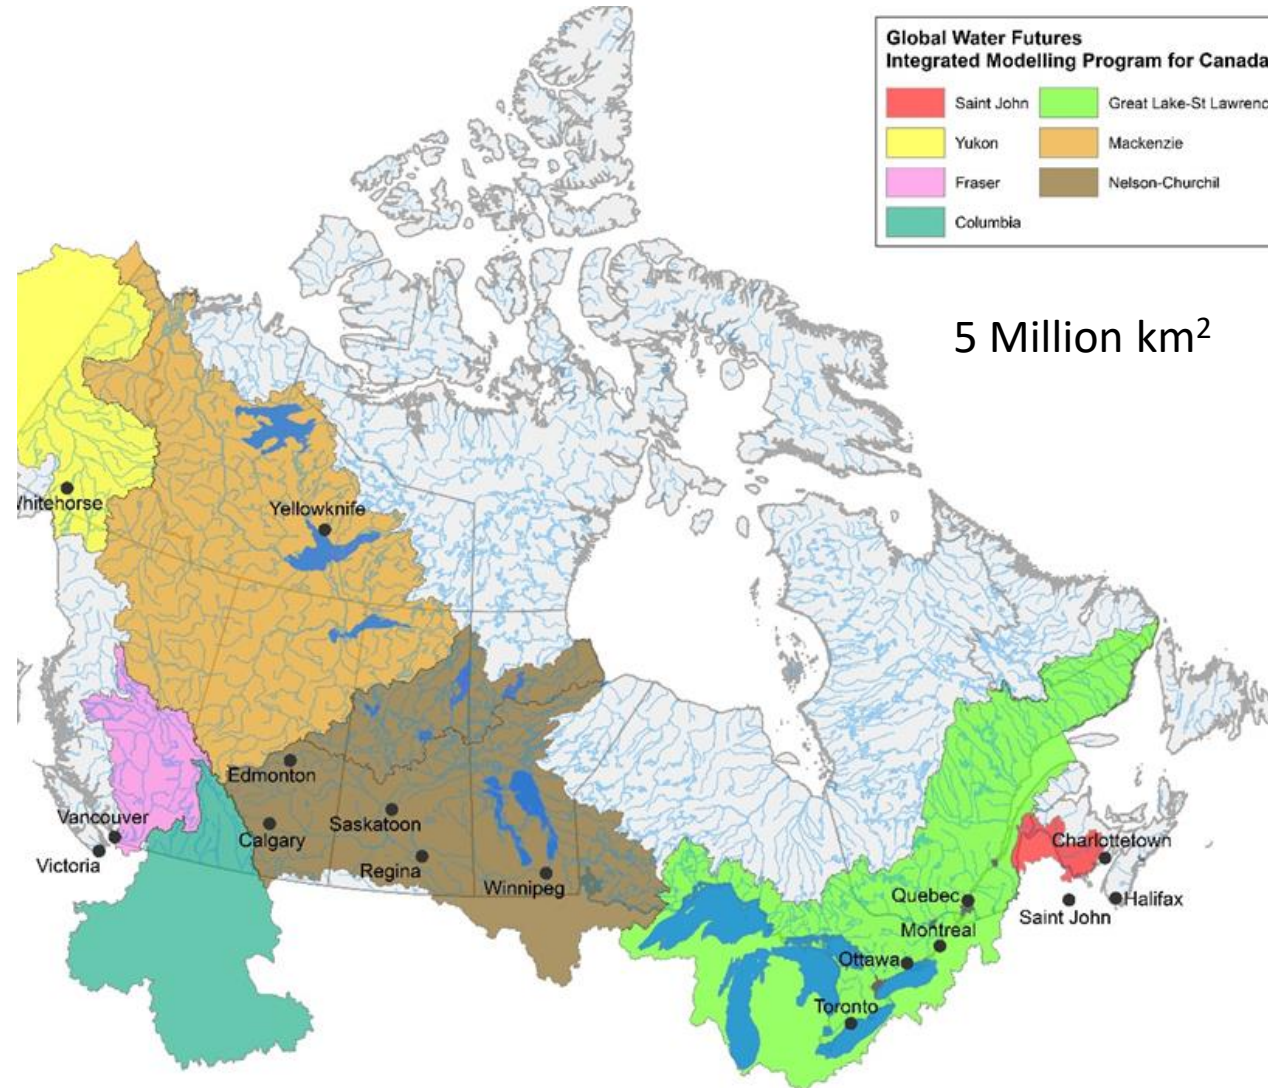 Global Water Futures
Integrated Modelling Program for Canada
Saint John
Great Lake-St Lawrenc
Yukon
Mackenzie
Fraser
Nelson-Churchil
Columbia
5 Million km²
Whitehorse
Yellowknife
Edmonton
Vancouver
Saskatoon
Calgary
Victoria
Regina
Winnipeg
Charlottetown
Quebec
Halifax
Saint John
Montreal
Ottawa
Toronto